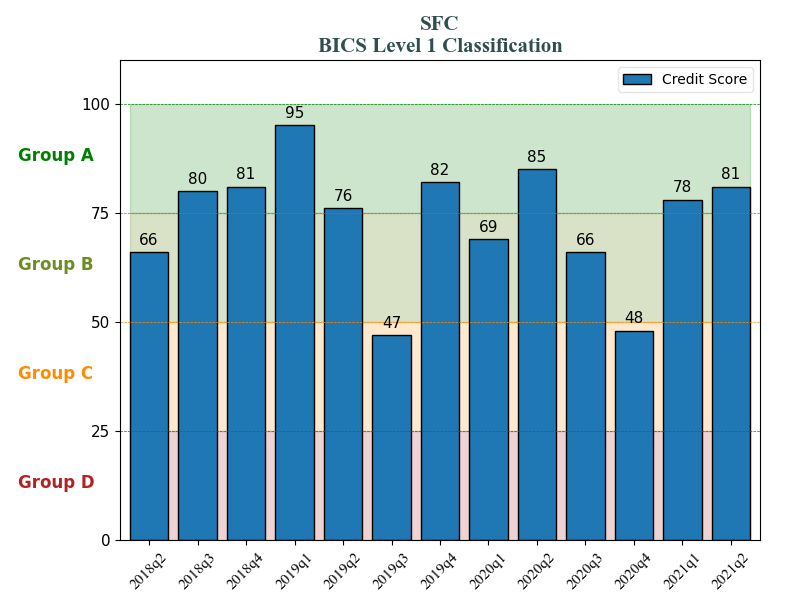 SFC
BICS Level 1 Classification
Credit Score
100
75
50
25
0
Group A
Group B
Group C
Group D
66
80
81
95
76
47
82
69
85
66
48
78
81
2018q2
2018q3
2018q4
2019q1
2019q2
2019q3
2019q4
2020q1
2020q2
2020q3
2020q4
2021q1
2021q2